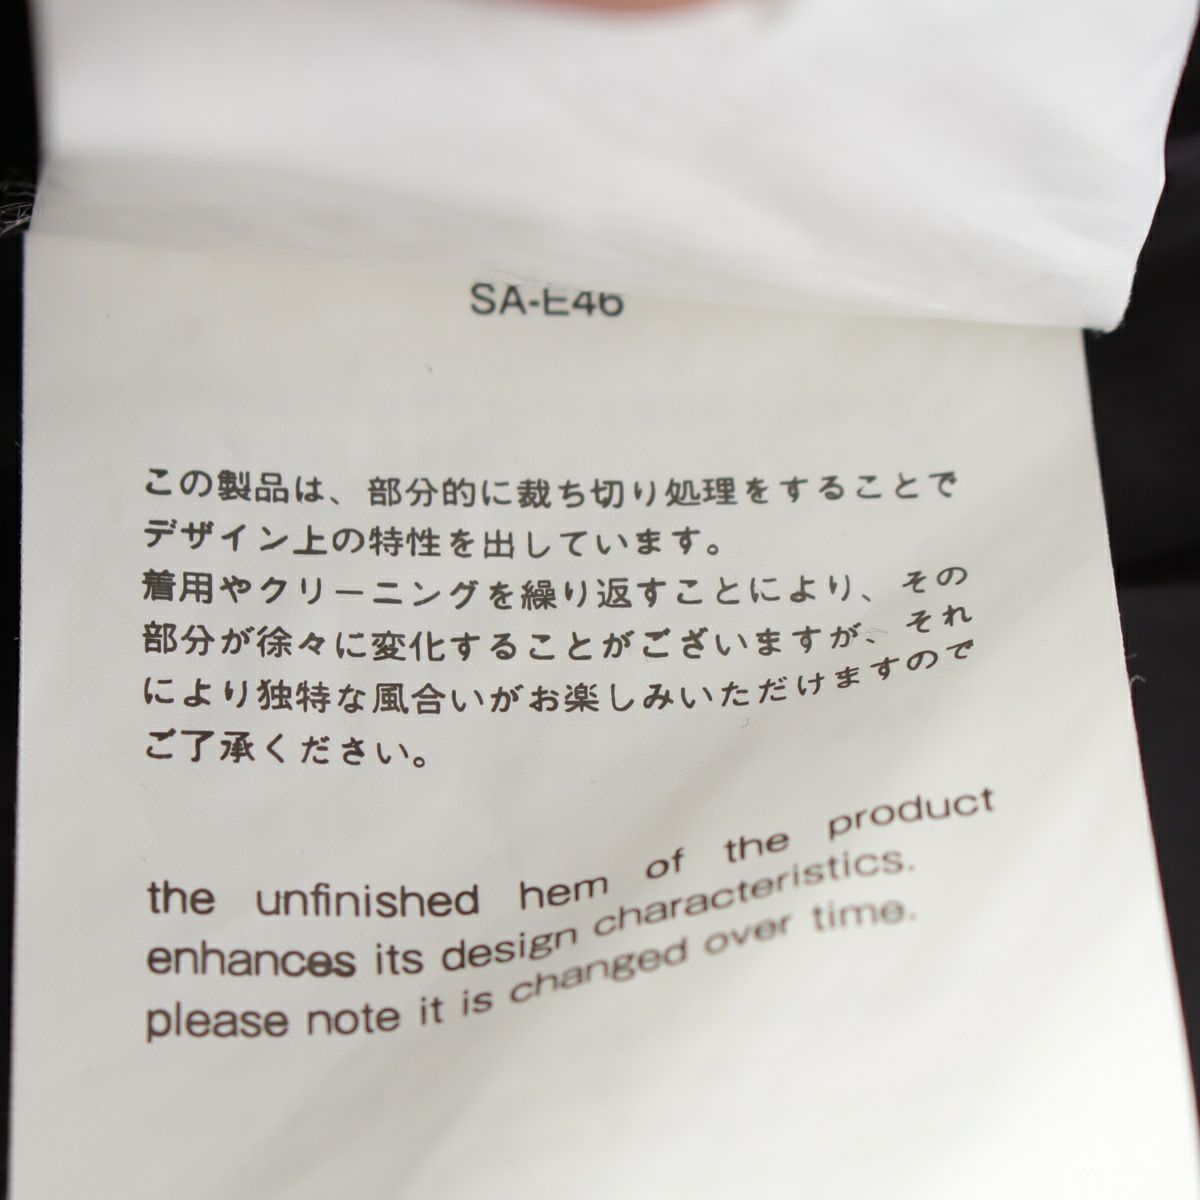 SA-E46
この製品は、部分的に裁ち切り処理をすることで
デザイン上の特性を出しています。
着用やクリーニングを繰り返すことにより、その
部分が徐々に変化することがございますが、それ
により独特な風合いがお楽しみいただけますので
ご了承ください。
the unfinished hem of the product
enhances its design characteristics.
please note it is changed over time.